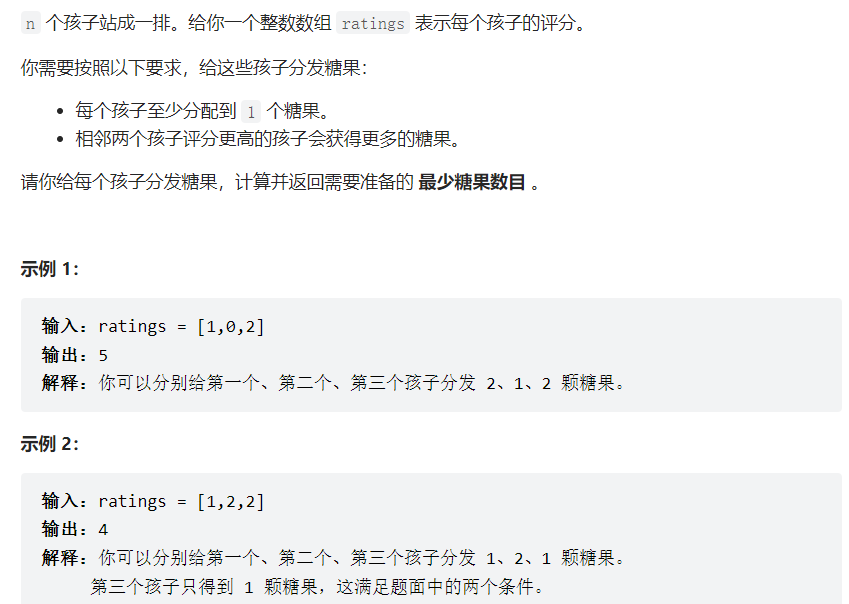 n 个孩子站成一排。给你一个整数数组 ratings 表示每个孩子的评分。
你需要按照以下要求，给这些孩子分发糖果：
• 每个孩子至少分配到 1 个糖果。
• 相邻两个孩子评分更高的孩子会获得更多的糖果。
请你给每个孩子分发糖果，计算并返回需要准备的 最少糖果数目 。
示例 1：
输入：ratings = [1,0,2]
输出：5
解释：你可以分别给第一个、第二个、第三个孩子分发 2、1、2 颗糖果。
示例 2：
输入：ratings = [1,2,2]
输出：4
解释：你可以分别给第一个、第二个、第三个孩子分发 1、2、1 颗糖果。
第三个孩子只得到 1 颗糖果，这满足题面中的两个条件。